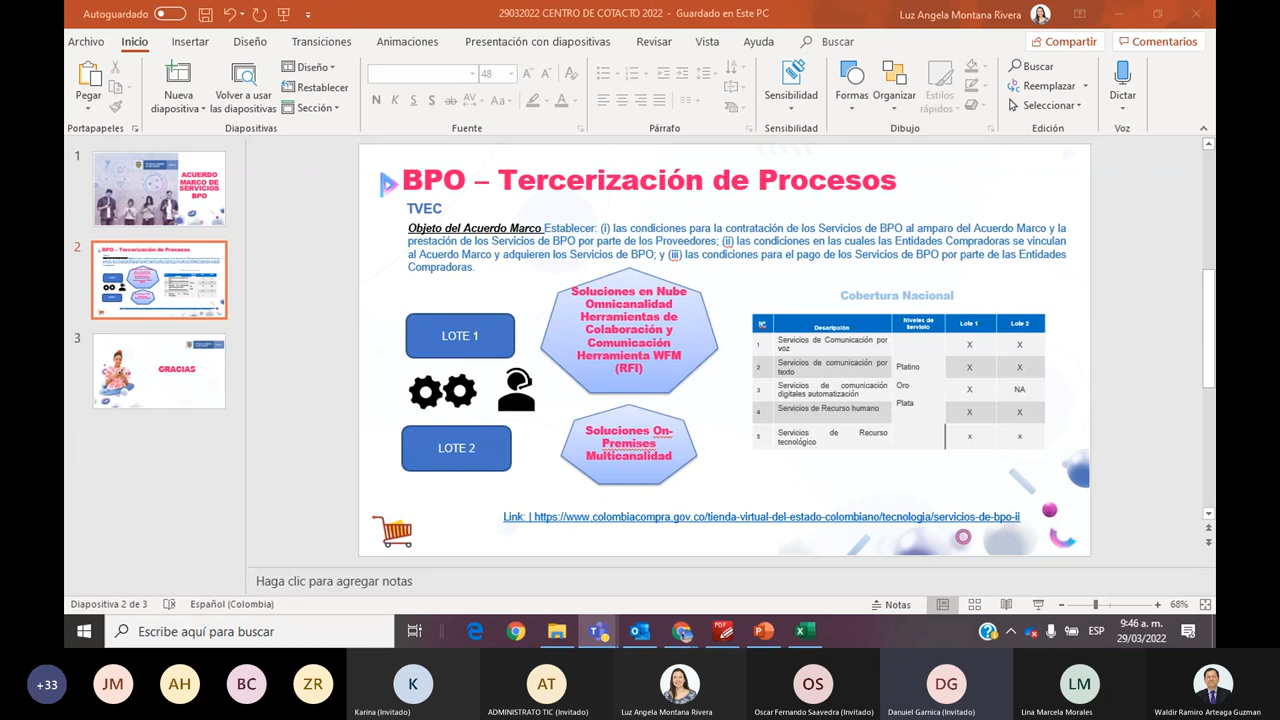 Autoguardado
29032022 CENTRO DE COTACTO 2022 - Guardado en Este PC
Luz Angela Montana Rivera
Archivo Inicio Insertar Diseño Transiciones Animaciones Presentación con diapositivas Revisar Vista Ayuda Buscar Compartir Comentarios
Pegar
Nueva diapositiva
Volver a usar las diapositivas
Diseño
Restablecer
Sección
48
N K S S ab AV Aa A
Sensibilidad
Formas
Organizar
Estilos rápidos
Buscar
Reemplazar
Seleccionar
Dictar
Portapapeles Diapositivas Fuente Párrafo Sensibilidad Dibujo Edición Voz
1
ACUERDO
MARCO DE
SERVICIOS
BPO
2
BPO – Tercerización de Procesos
3
GRACIAS
BPO – Tercerización de Procesos
TVEC
Objeto del Acuerdo Marco Establecer: (i) las condiciones para la contratación de los Servicios de BPO al amparo del Acuerdo Marco y la
prestación de los Servicios de BPO por parte de los Proveedores; (ii) las condiciones en las cuales las Entidades Compradoras se vinculan
al Acuerdo Marco y adquieren los Servicios de BPO; y (iii) las condiciones para el pago de los Servicios de BPO por parte de las Entidades
Compradoras.
LOTE 1
Soluciones en Nube
Omnicanalidad
Herramientas de
Colaboración y
Comunicación
Herramienta WFM
(RFI)
LOTE 2
Soluciones On-
Premises
Multicanalidad
Cobertura Nacional
Nº Descripción Niveles de Servicio Lote 1 Lote 2
1 Servicios de Comunicación por voz X X
2 Servicios de comunicación por texto Platino X X
3 Servicios de comunicación digitales automatización Oro X NA
4 Servicios de Recurso humano Plata X X
5 Servicios de Recurso tecnológico x x
Link: | https://www.colombiacompra.gov.co/tienda-virtual-del-estado-colombiano/tecnologia/servicios-de-bpo-ii
Haga clic para agregar notas
Diapositiva 2 de 3 Español (Colombia) Notas 68%
Escribe aquí para buscar
ESP
9:46 a. m.
29/03/2022
+33 JM AH BC ZR K AT OS DG LM
Karina (Invitado)
ADMINISTRATO TIC (Invitado)
Luz Angela Montana Rivera
Oscar Fernando Saavedra (Invitado)
Danuiel Garnica (Invitado)
Lina Marcela Morales
Waldir Ramiro Arteaga Guzman